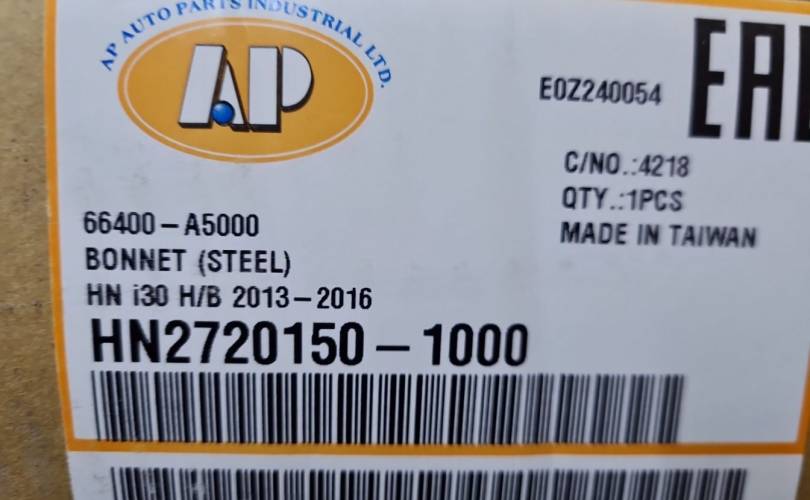 AP AUTO PARTS INDUSTRIAL LTD.
AP
E0Z240054
EAC
C/NO.:4218
QTY.:1PCS
MADE IN TAIWAN
66400-A5000
BONNET (STEEL)
HN i30 H/B 2013-2016
HN2720150-1000